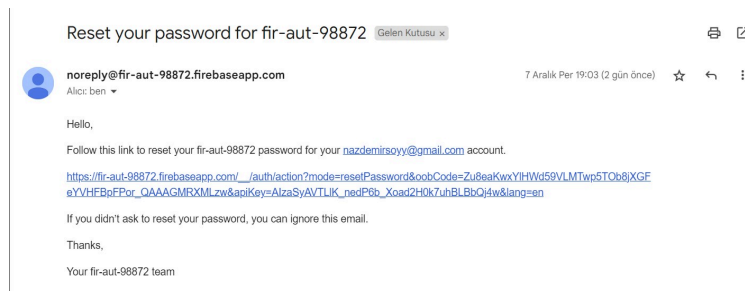 Reset your password for fir-aut-98872 Gelen Kutusu ×
noreply@fir-aut-98872.firebaseapp.com
7 Aralık Per 19:03 (2 gün önce)
Alıcı: ben
Hello,
Follow this link to reset your fir-aut-98872 password for your nazdemirsoyy@gmail.com account.
https://fir-aut-98872.firebaseapp.com/__/auth/action?mode=resetPassword&oobCode=Zu8eaKwxYlHWd59VLMTwp5TOb8jXGF
eYVHFBpFPor_QAAAGMRXMLzw&apiKey=AIzaSyAVTLlK_nedP6b_Xoad2H0k7uhBLBbQj4w&lang=en
If you didn't ask to reset your password, you can ignore this email.
Thanks,
Your fir-aut-98872 team